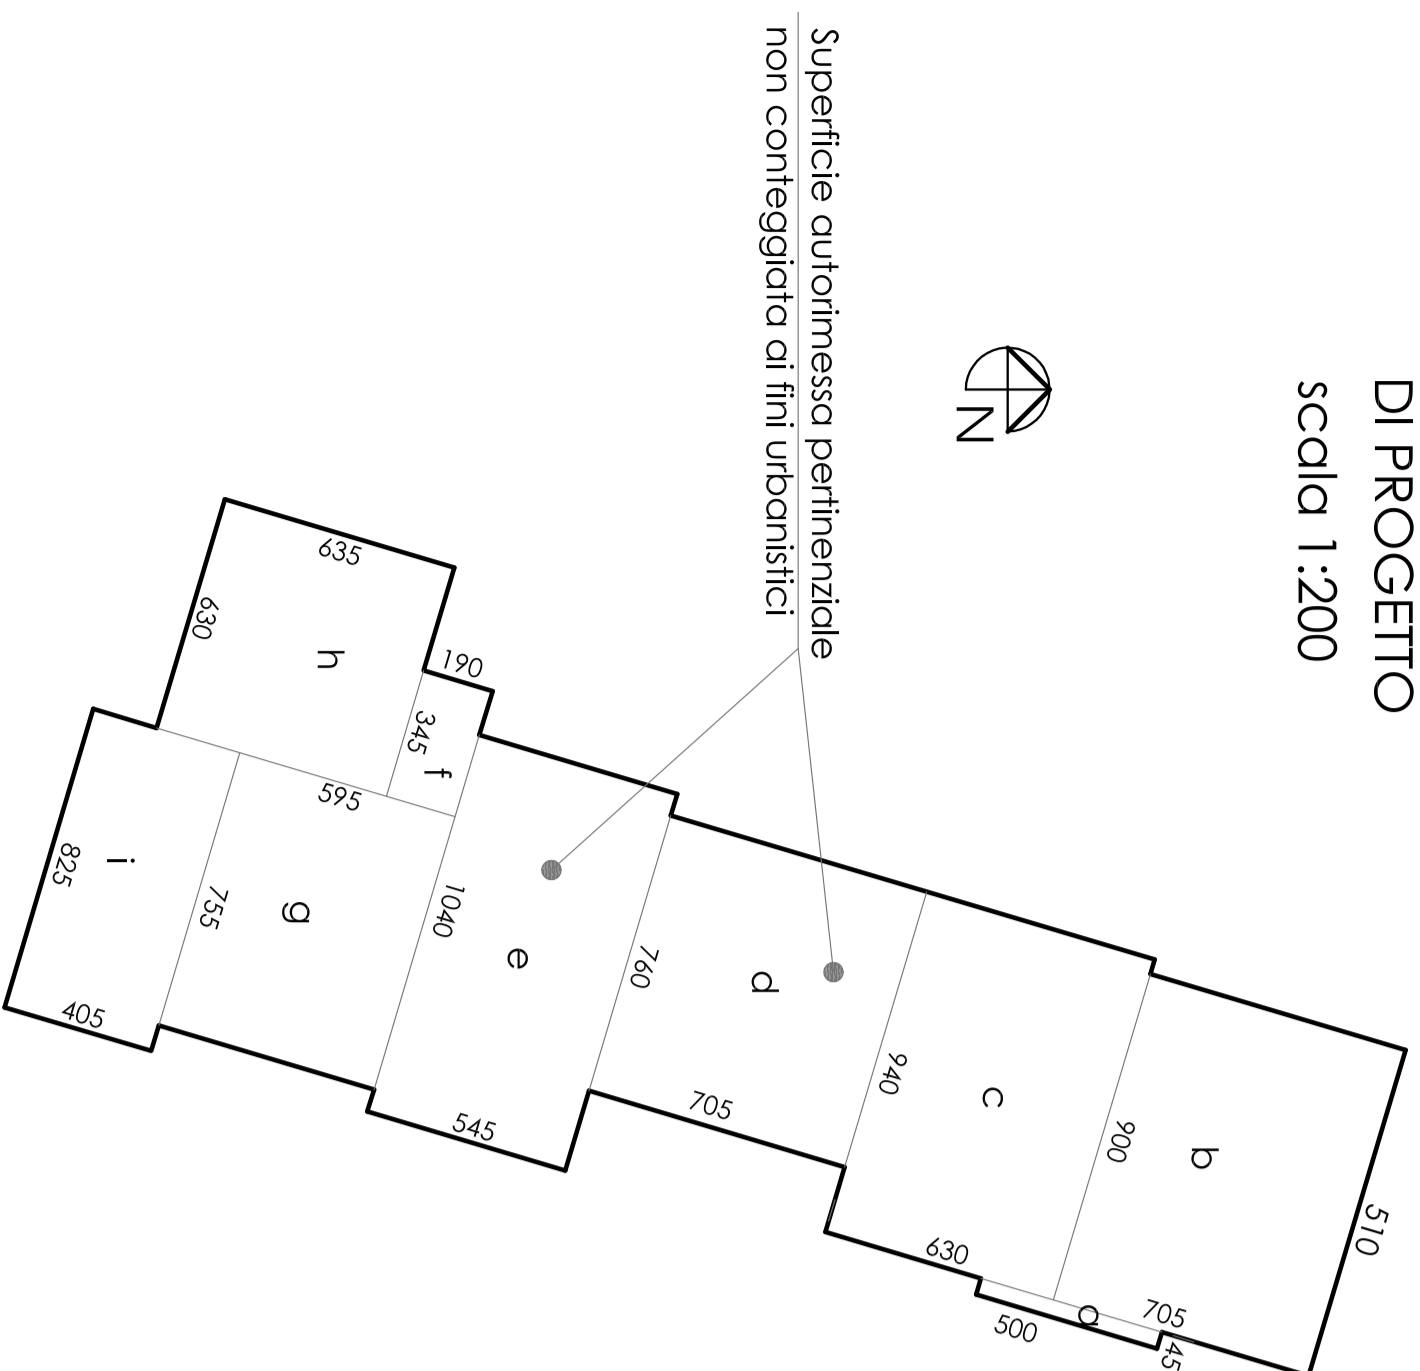 DI PROGETTO
scala 1:200
N
Superficie autorimessa pertinenziale
non conteggiata ai fini urbanistici
510
b
705
45
a
500
900
c
630
940
d
705
760
e
545
1040
190
f
345
h
635
630
595
g
755
i
825
405